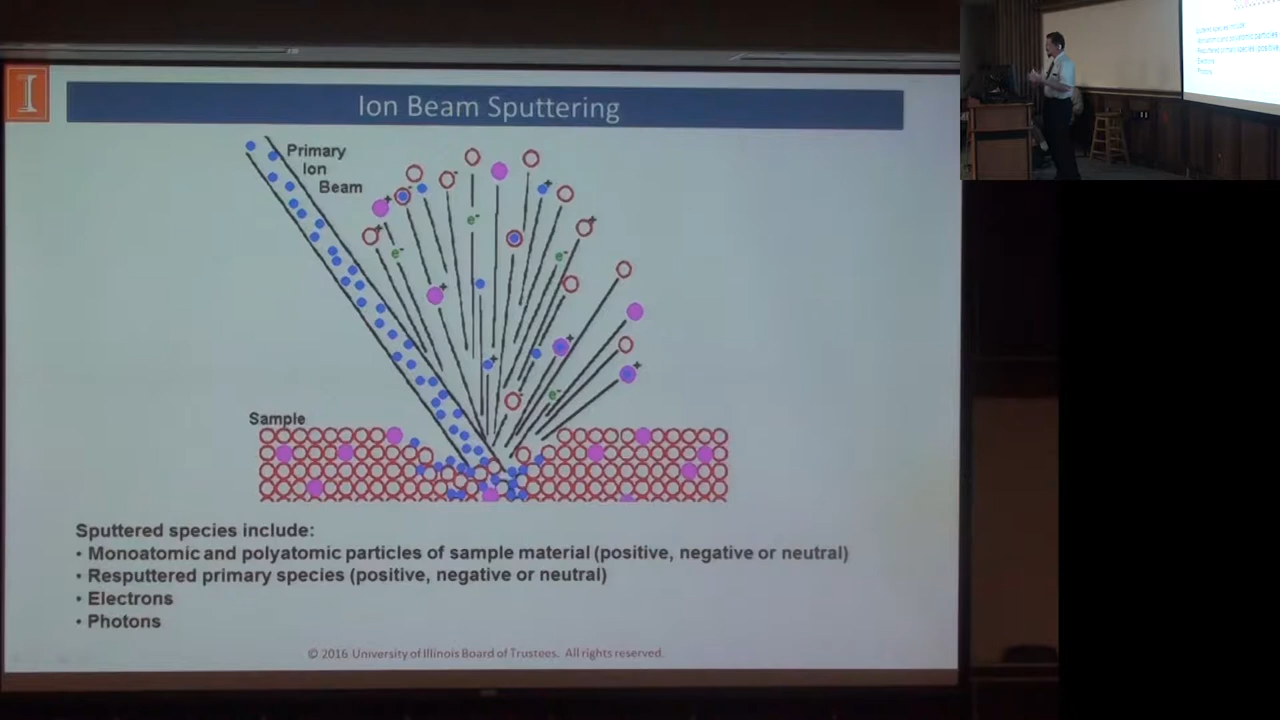 I
Ion Beam Sputtering
Primary
Ion
Beam
e-
e-
e-
e-
Sample
Sputtered species include:
• Monoatomic and polyatomic particles of sample material (positive, negative or neutral)
• Resputtered primary species (positive, negative or neutral)
• Electrons
• Photons
© 2016 University of Illinois Board of Trustees. All rights reserved.